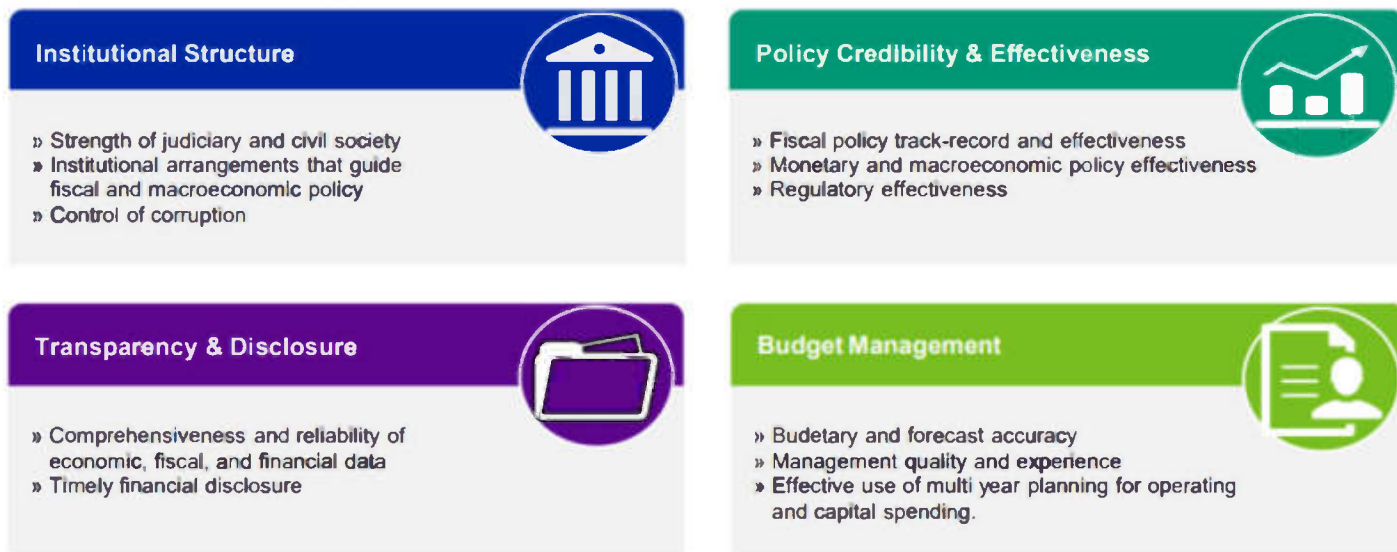 Institutional Structure
» Strength of judiciary and civil society
» Institutional arrangements that guide
fiscal and macroeconomic policy
» Control of corruption
Policy Credibility & Effectiveness
» Fiscal policy track-record and effectiveness
» Monetary and macroeconomic policy effectiveness
» Regulatory effectiveness
Transparency & Disclosure
» Comprehensiveness and reliability of
economic, fiscal, and financial data
» Timely financial disclosure
Budget Management
» Budetary and forecast accuracy
» Management quality and experience
» Effective use of multi year planning for operating
and capital spending.